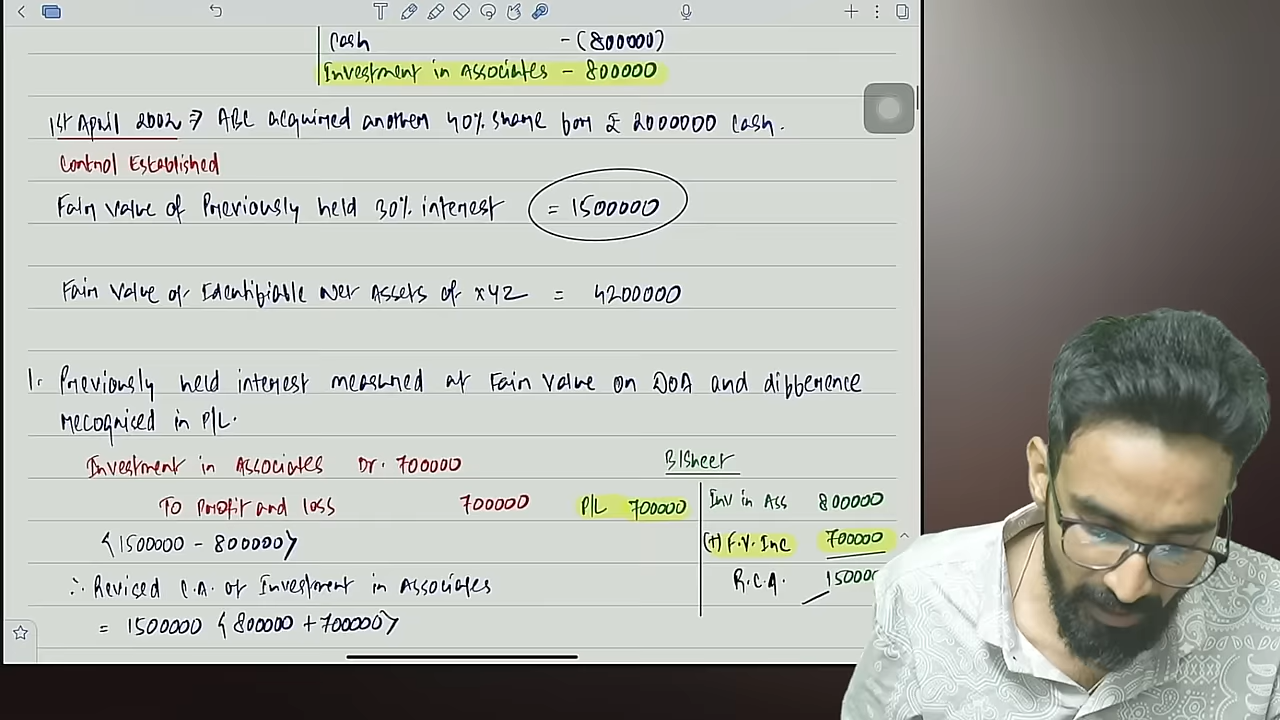 Cash - (800000)
Investment in Associates - 800000
1st April 2002 ⇒ ABC acquired another 40% share for £ 2000000 cash.
Control Established
Fair Value of Previously held 30% interest = 1500000
Fair Value of Identifiable Net Assets of XYZ = 4200000
1. Previously held interest measured at Fair Value on DoA and difference
recognised in P/L.
Investment in Associates Dr. 700000
B/Sheet
To Profit and loss 700000
P/L 700000
Inv in Ass 800000
{1500000 - 800000}
(+) F.V. Inc 700000
∴ Revised C.A. of Investment in Associates
R.C.A.
= 1500000 {800000 + 700000}